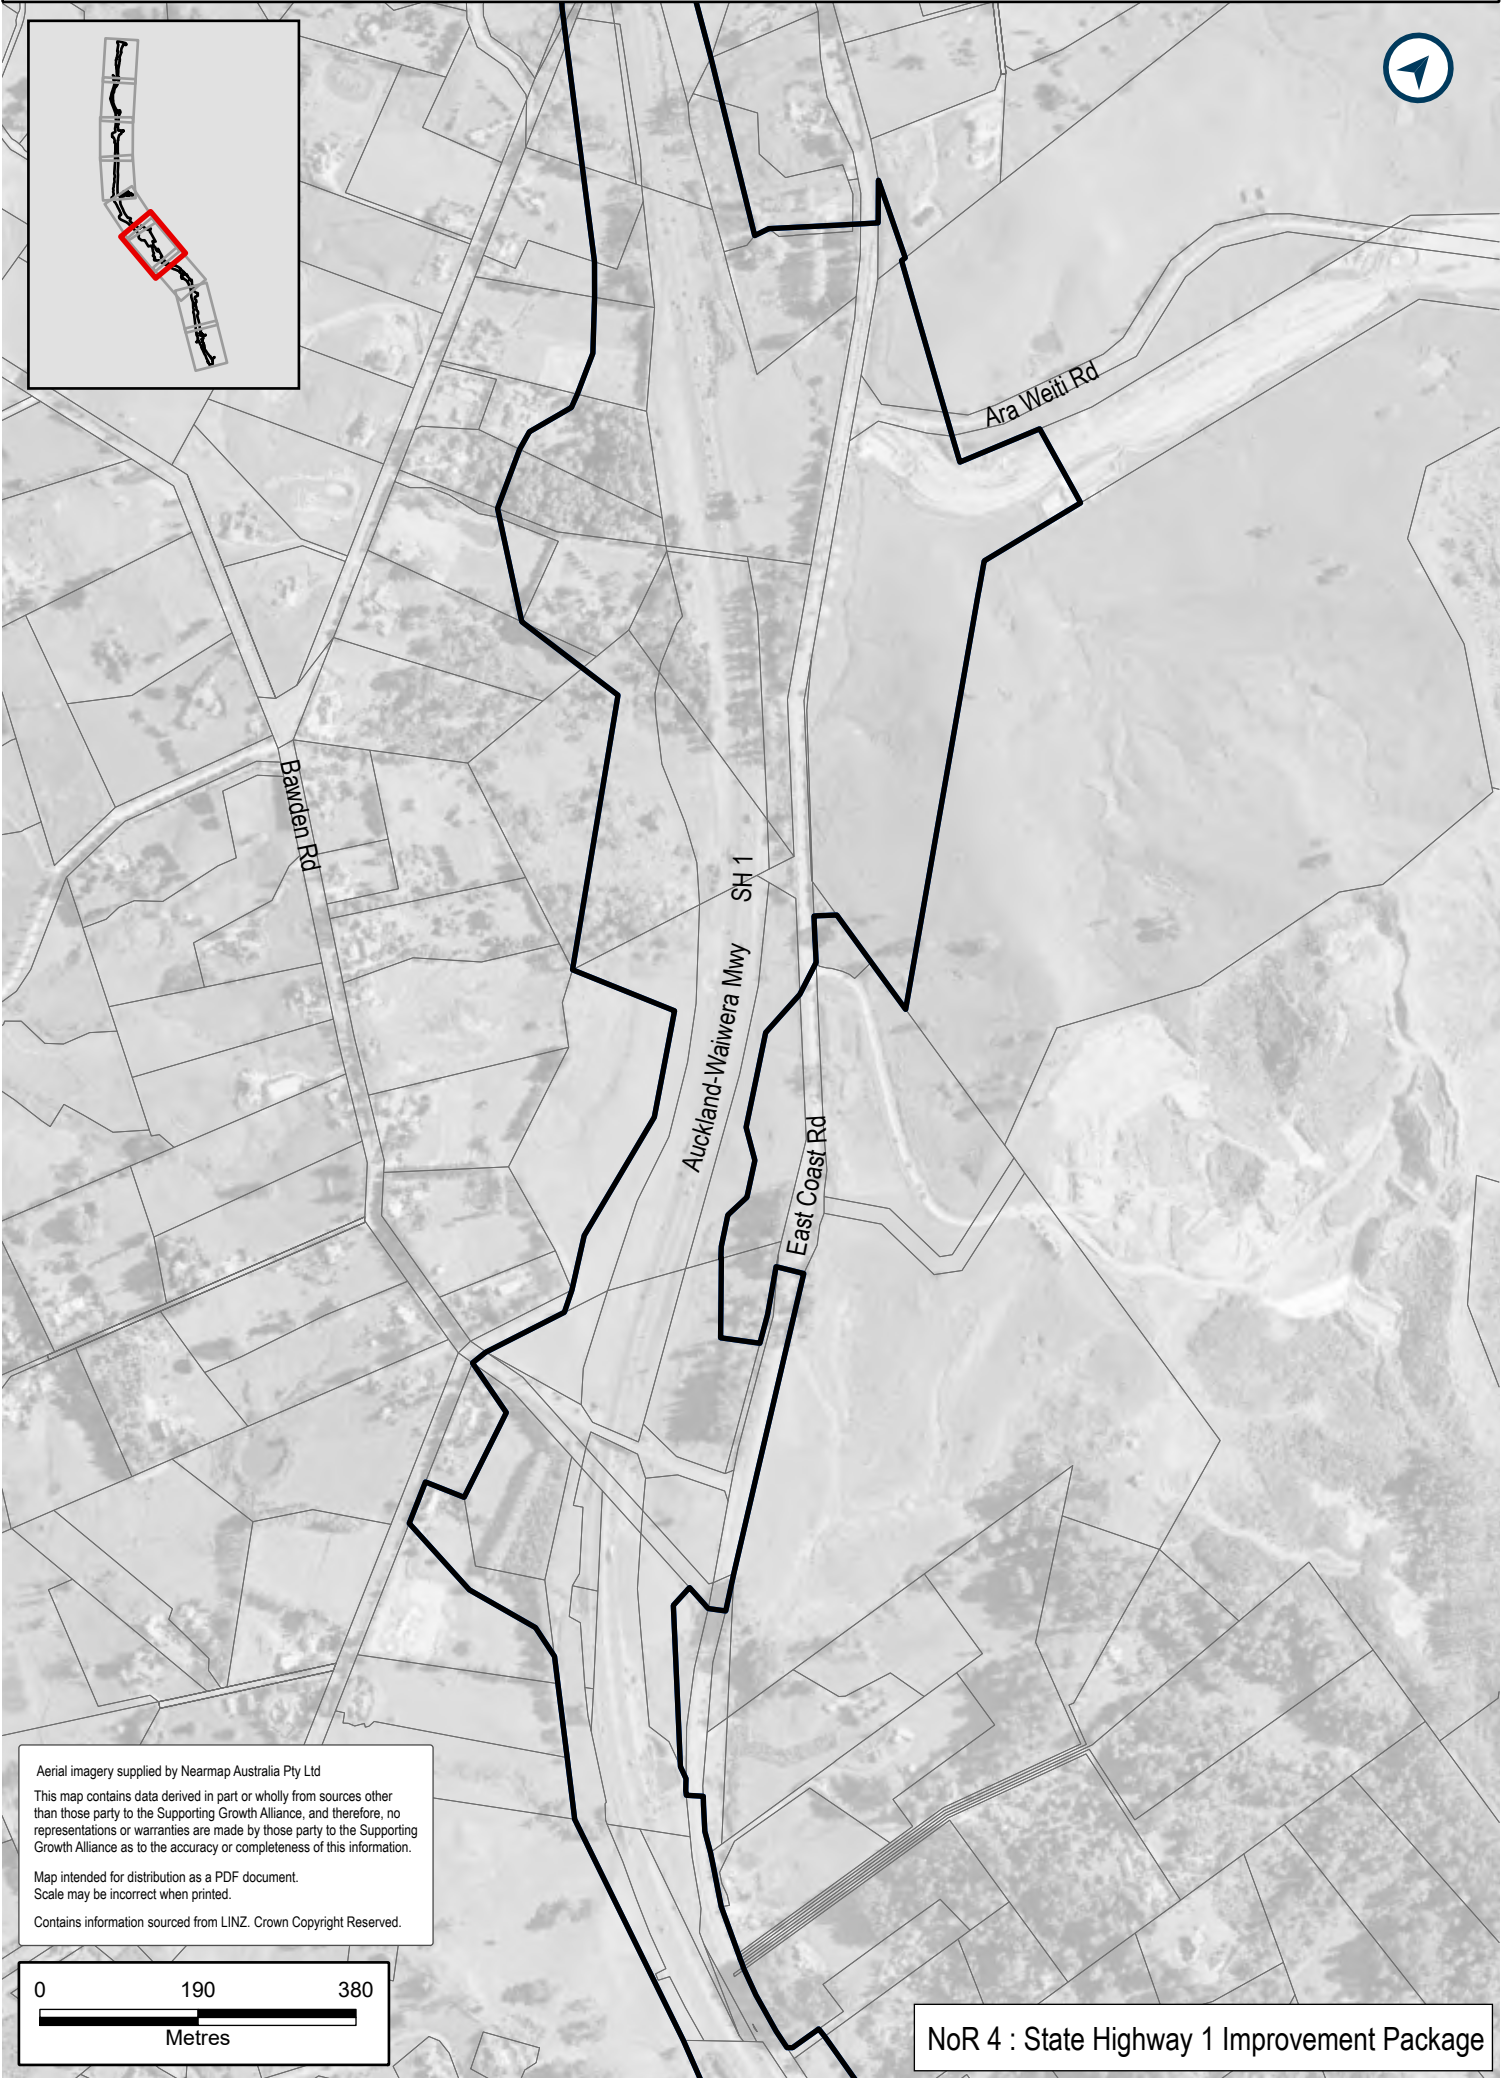 Ara Weiti Rd
Bawden Rd
SH 1
Auckland-Waiwera Mwy
East Coast Rd
Aerial imagery supplied by Nearmap Australia Pty Ltd
This map contains data derived in part or wholly from sources other
than those party to the Supporting Growth Alliance, and therefore, no
representations or warranties are made by those party to the Supporting
Growth Alliance as to the accuracy or completeness of this information.
Map intended for distribution as a PDF document.
Scale may be incorrect when printed.
Contains information sourced from LINZ. Crown Copyright Reserved.
0 190 380
Metres
NoR 4 : State Highway 1 Improvement Package